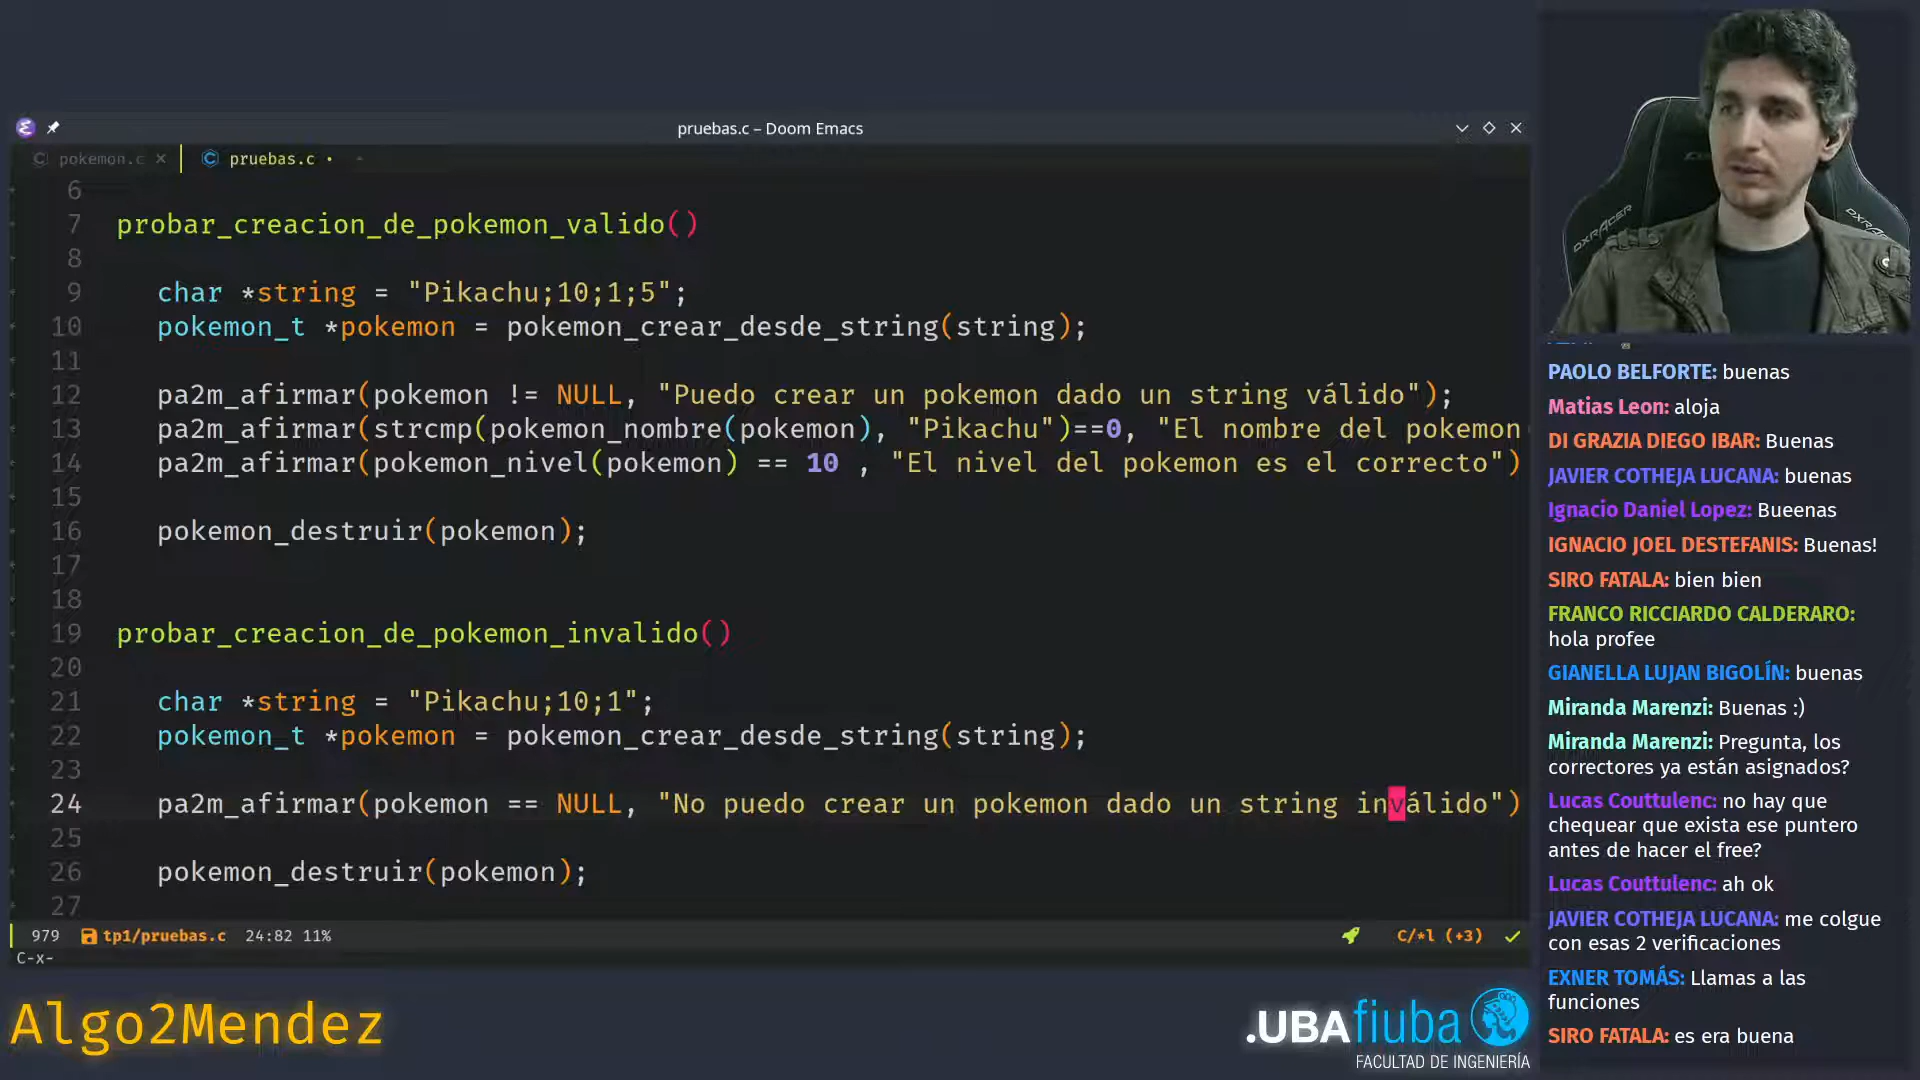 pruebas.c – Doom Emacs
pokemon.c ×
pruebas.c •
6
7 probar_creacion_de_pokemon_valido()
8
9 char *string = "Pikachu;10;1;5";
10 pokemon_t *pokemon = pokemon_crear_desde_string(string);
11
12 pa2m_afirmar(pokemon != NULL, "Puedo crear un pokemon dado un string válido");
13 pa2m_afirmar(strcmp(pokemon_nombre(pokemon), "Pikachu")==0, "El nombre del pokemon
14 pa2m_afirmar(pokemon_nivel(pokemon) == 10 , "El nivel del pokemon es el correcto")
15
16 pokemon_destruir(pokemon);
17
18
19 probar_creacion_de_pokemon_invalido()
20
21 char *string = "Pikachu;10;1";
22 pokemon_t *pokemon = pokemon_crear_desde_string(string);
23
24 pa2m_afirmar(pokemon == NULL, "No puedo crear un pokemon dado un string inválido")
25
26 pokemon_destruir(pokemon);
27
979 tp1/pruebas.c 24:82 11% C/*l (+3)
C-x-
Algo2Mendez
.UBAfiuba
FACULTAD DE INGENIERÍA
DXRACER
DXRACER
PAOLO BELFORTE: buenas
Matias Leon: aloja
DI GRAZIA DIEGO IBAR: Buenas
JAVIER COTHEJA LUCANA: buenas
Ignacio Daniel Lopez: Bueenas
IGNACIO JOEL DESTEFANIS: Buenas!
SIRO FATALA: bien bien
FRANCO RICCIARDO CALDERARO:
hola profee
GIANELLA LUJAN BIGOLÍN: buenas
Miranda Marenzi: Buenas :)
Miranda Marenzi: Pregunta, los
correctores ya están asignados?
Lucas Couttulenc: no hay que
chequear que exista ese puntero
antes de hacer el free?
Lucas Couttulenc: ah ok
JAVIER COTHEJA LUCANA: me colgue
con esas 2 verificaciones
EXNER TOMÁS: Llamas a las
funciones
SIRO FATALA: es era buena